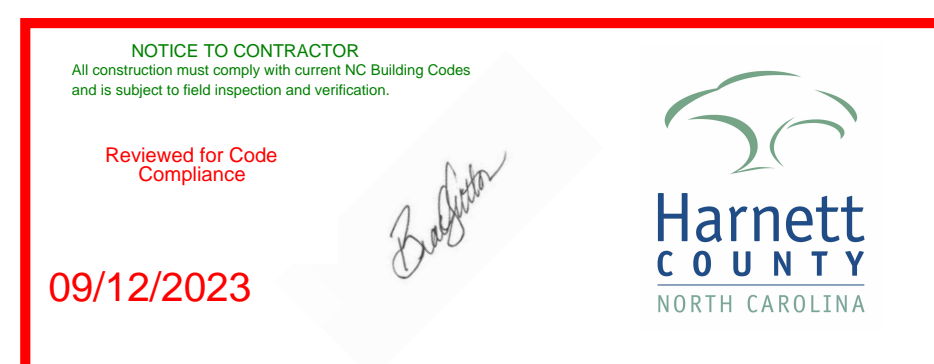 NOTICE TO CONTRACTOR
All construction must comply with current NC Building Codes
and is subject to field inspection and verification.
Reviewed for Code
Compliance
09/12/2023
Harnett
COUNTY
NORTH CAROLINA